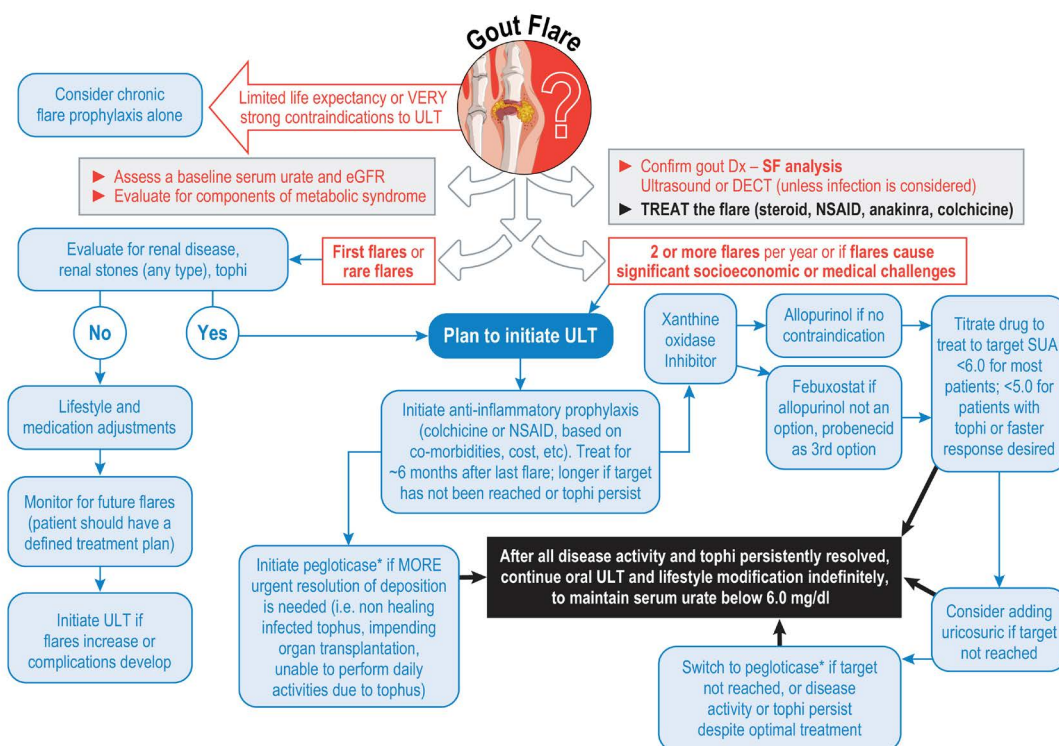 Gout Flare
?
Consider chronic
flare prophylaxis alone
Limited life expectancy or VERY
strong contraindications to ULT
► Assess a baseline serum urate and eGFR
► Evaluate for components of metabolic syndrome
► Confirm gout Dx – SF analysis
Ultrasound or DECT (unless infection is considered)
► TREAT the flare (steroid, NSAID, anakinra, colchicine)
Evaluate for renal disease,
renal stones (any type), tophi
First flares or
rare flares
2 or more flares per year or if flares cause
significant socioeconomic or medical challenges
No
Yes
Plan to initiate ULT
Xanthine
oxidase
Inhibitor
Allopurinol if no
contraindication
Febuxostat if
allopurinol not an
option, probenecid
as 3rd option
Titrate drug to
treat to target SUA
<6.0 for most
patients; <5.0 for
patients with
tophi or faster
response desired
Lifestyle and
medication adjustments
Initiate anti-inflammatory prophylaxis
(colchicine or NSAID, based on
co-morbidities, cost, etc). Treat for
~6 months after last flare; longer if target
has not been reached or tophi persist
Monitor for future flares
(patient should have a
defined treatment plan)
Initiate ULT if
flares increase or
complications develop
Initiate pegloticase* if MORE
urgent resolution of deposition
is needed (i.e. non healing
infected tophus, impending
organ transplantation,
unable to perform daily
activities due to tophus)
After all disease activity and tophi persistently resolved,
continue oral ULT and lifestyle modification indefinitely,
to maintain serum urate below 6.0 mg/dl
Consider adding
uricosuric if target
not reached
Switch to pegloticase* if target
not reached, or disease
activity or tophi persist
despite optimal treatment